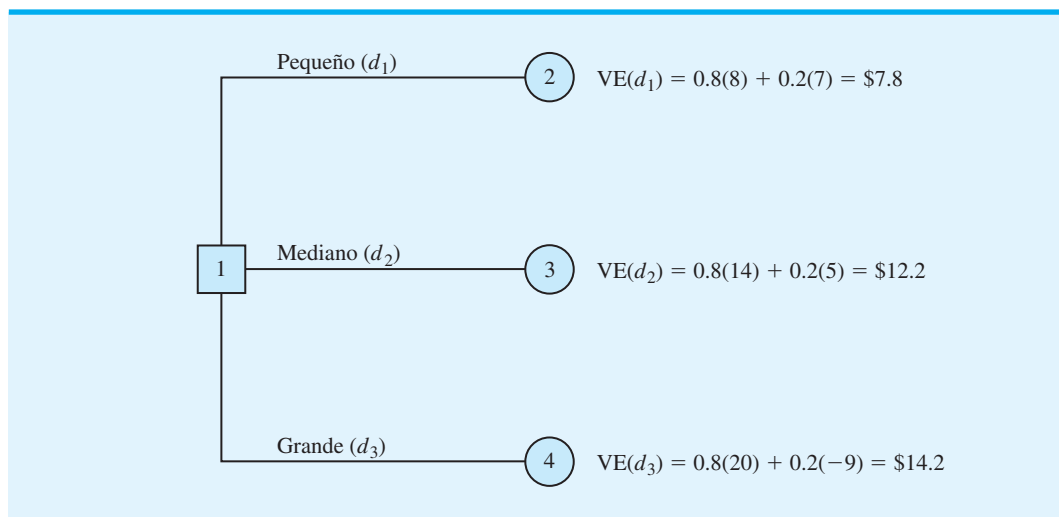 Pequeño (d₁)
2
VE(d₁) = 0.8(8) + 0.2(7) = $7.8
1
Mediano (d₂)
3
VE(d₂) = 0.8(14) + 0.2(5) = $12.2
Grande (d₃)
4
VE(d₃) = 0.8(20) + 0.2(−9) = $14.2